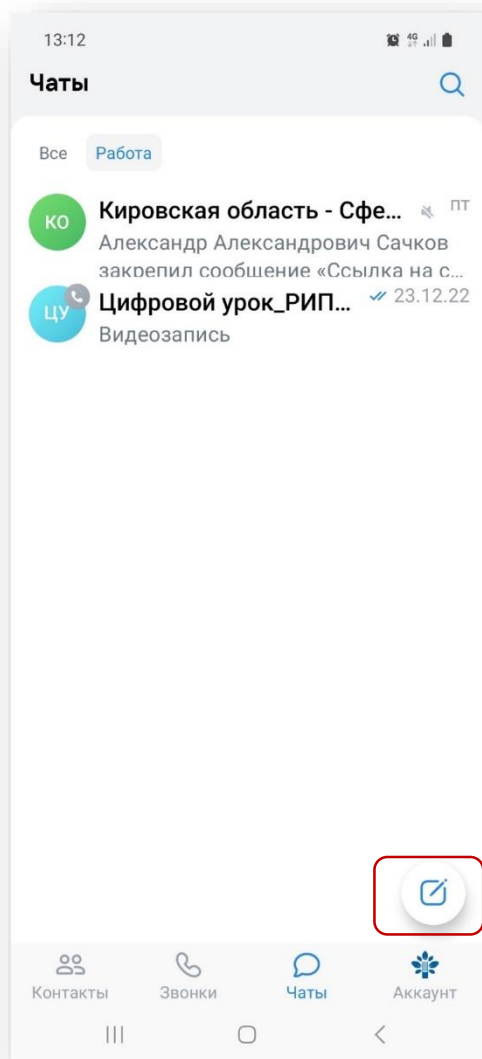 13:12 4G
Чаты
Все Работа
КО Кировская область - Сфе... ПТ
Александр Александрович Сачков
закрепил сообщение «Ссылка на с...
ЦУ Цифровой урок_РИП... 23.12.22
Видеозапись
Контакты Звонки Чаты Аккаунт